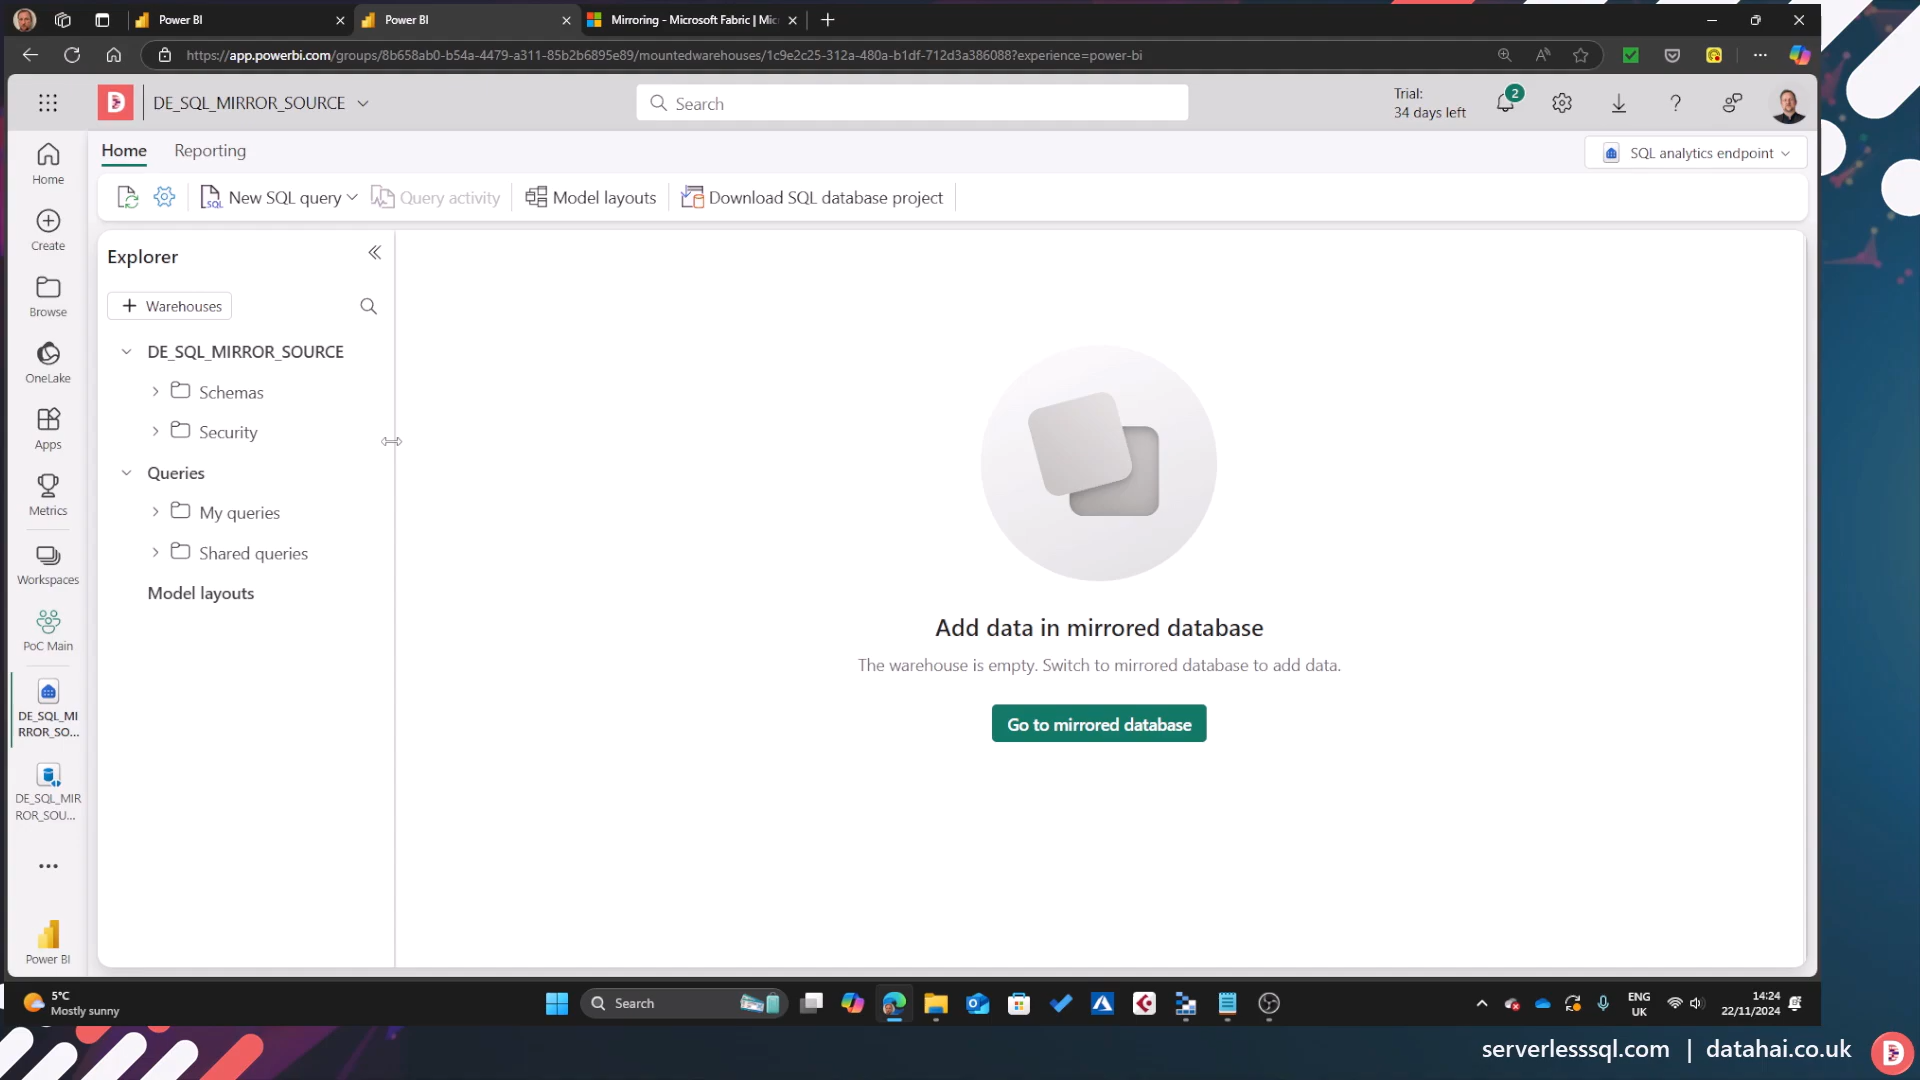 Power BI
Power BI
Mirroring - Microsoft Fabric | Mic
https://app.powerbi.com/groups/8b658ab0-b54a-4479-a311-85b2b6895e89/mountedwarehouses/1c9e2c25-312a-480a-b1df-712d3a386088?experience=power-bi
DE_SQL_MIRROR_SOURCE
Search
Trial:
34 days left
2
Home
Reporting
SQL analytics endpoint
New SQL query
Query activity
Model layouts
Download SQL database project
Home
Create
Browse
OneLake
Apps
Metrics
Workspaces
PoC Main
DE_SQL_MI
RROR_SO...
DE_SQL_MIR
ROR_SOU...
Power BI
Explorer
Warehouses
DE_SQL_MIRROR_SOURCE
Schemas
Security
Queries
My queries
Shared queries
Model layouts
Add data in mirrored database
The warehouse is empty. Switch to mirrored database to add data.
Go to mirrored database
5°C
Mostly sunny
Search
ENG
UK
14:24
22/11/2024
serverlesssql.com | datahai.co.uk